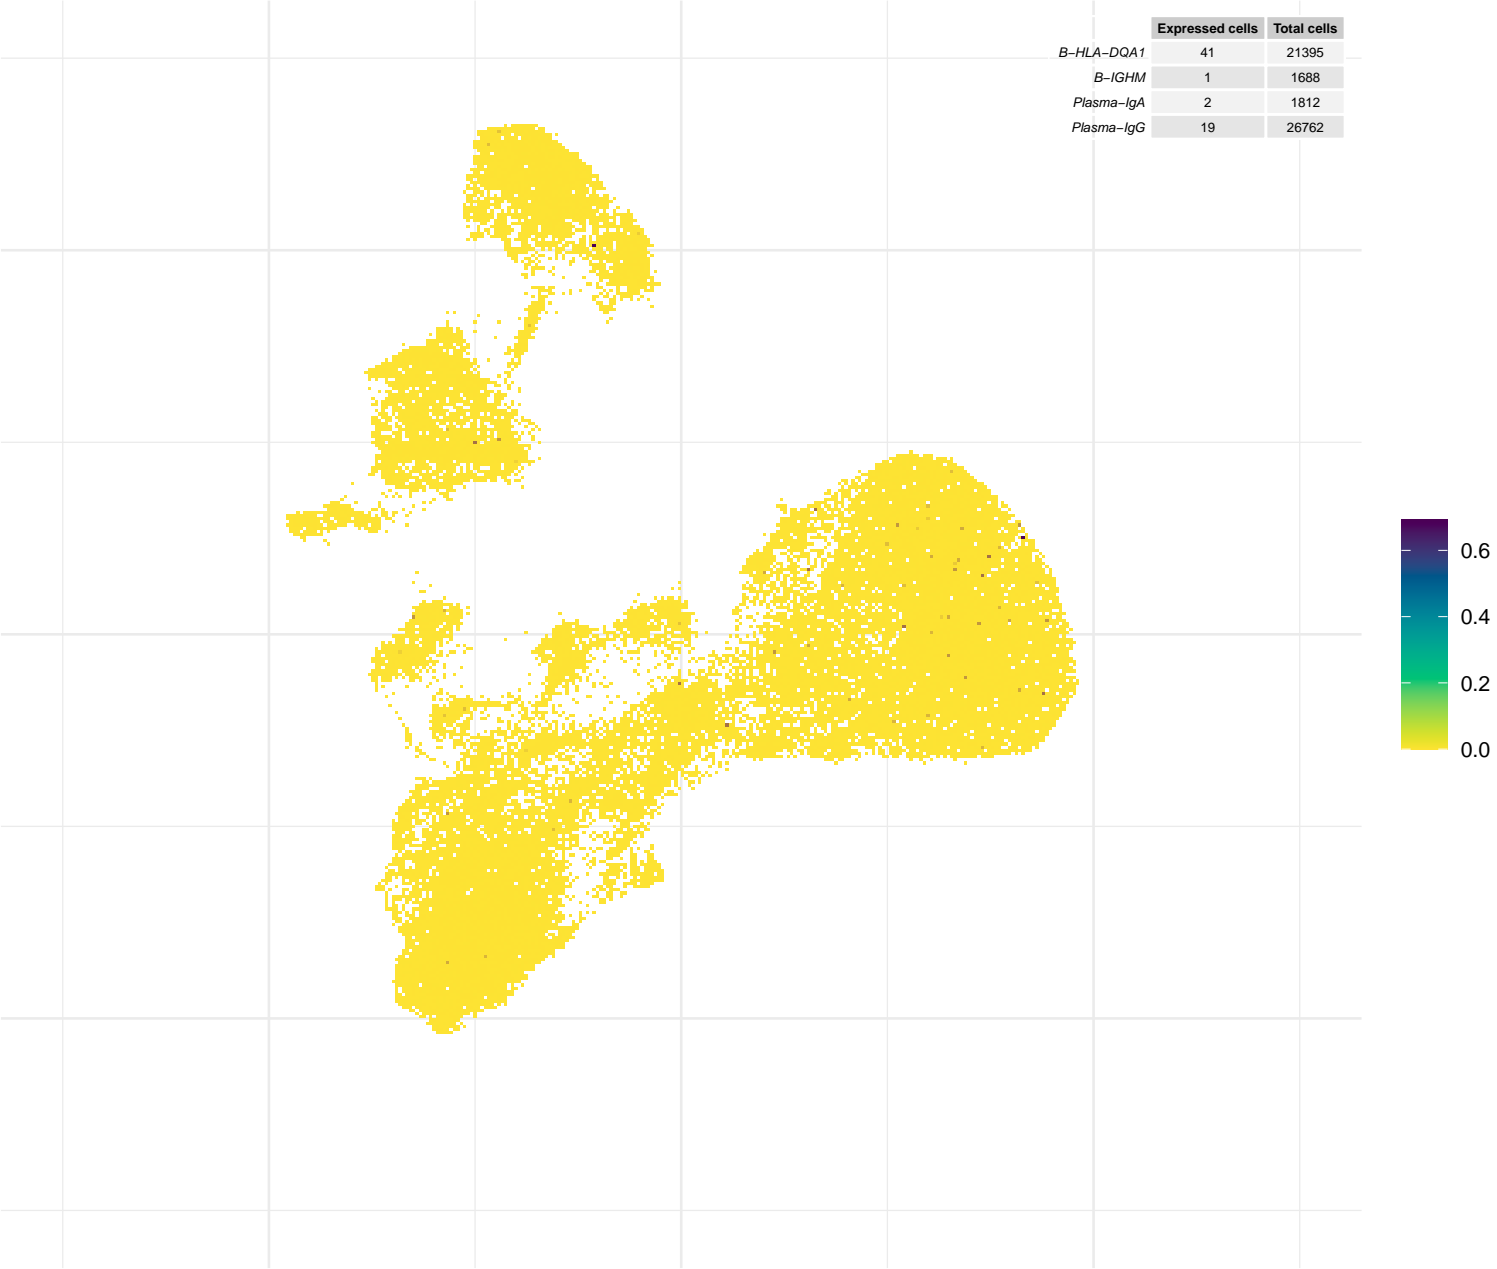 Expressed cells Total cells
B−HLA−DQA1 41 21395
B−IGHM 1 1688
Plasma−IgA 2 1812
Plasma−IgG 19 26762
0.6
0.4
0.2
0.0